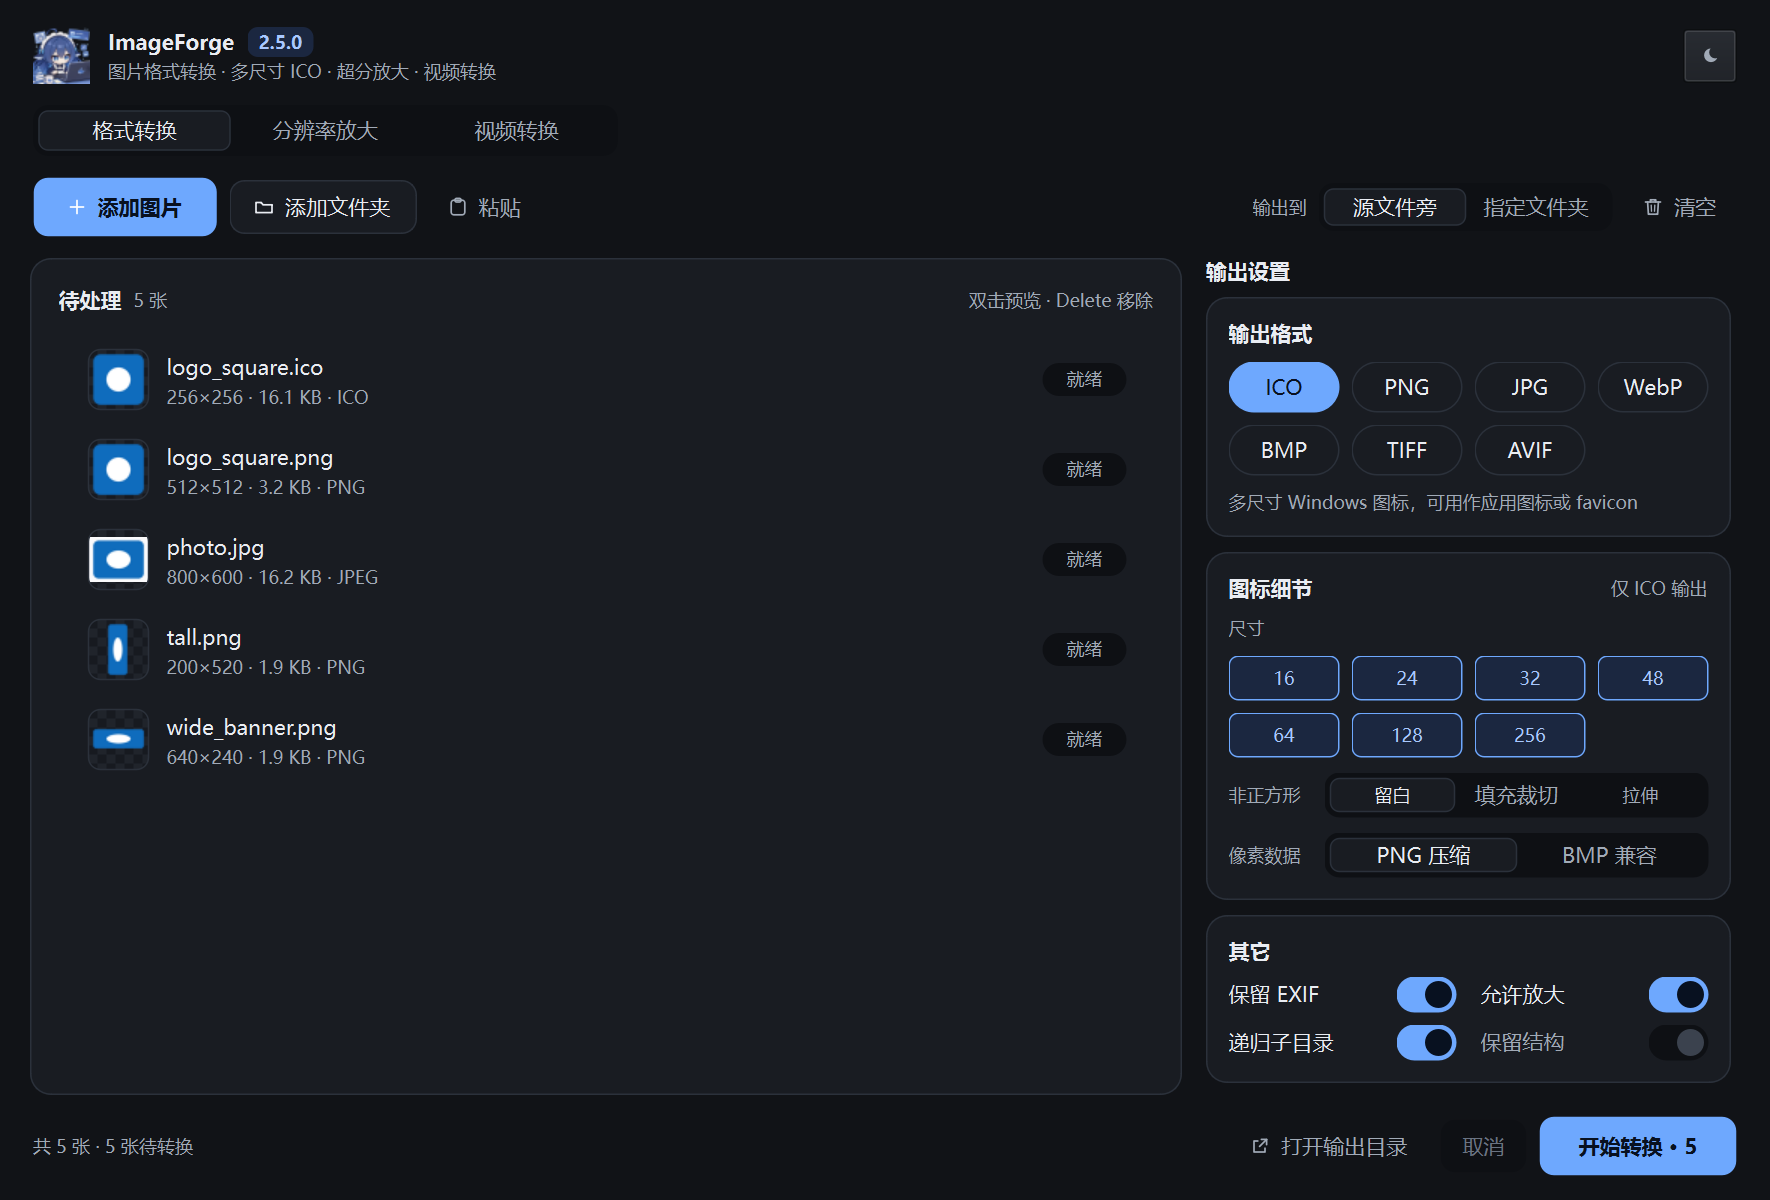 ImageForge 2.5.0
图片格式转换 · 多尺寸 ICO · 超分放大 · 视频转换
格式转换 分辨率放大 视频转换
添加图片 添加文件夹 粘贴 输出到 源文件旁 指定文件夹 清空
待处理 5 张 双击预览 · Delete 移除
logo_square.ico
256×256 · 16.1 KB · ICO
就绪
logo_square.png
512×512 · 3.2 KB · PNG
就绪
photo.jpg
800×600 · 16.2 KB · JPEG
就绪
tall.png
200×520 · 1.9 KB · PNG
就绪
wide_banner.png
640×240 · 1.9 KB · PNG
就绪
输出设置
输出格式
ICO PNG JPG WebP
BMP TIFF AVIF
多尺寸 Windows 图标，可用作应用图标或 favicon
图标细节 仅 ICO 输出
尺寸
16 24 32 48
64 128 256
非正方形 留白 填充裁切 拉伸
像素数据 PNG 压缩 BMP 兼容
其它
保留 EXIF 允许放大
递归子目录 保留结构
共 5 张 · 5 张待转换 打开输出目录 取消 开始转换 • 5